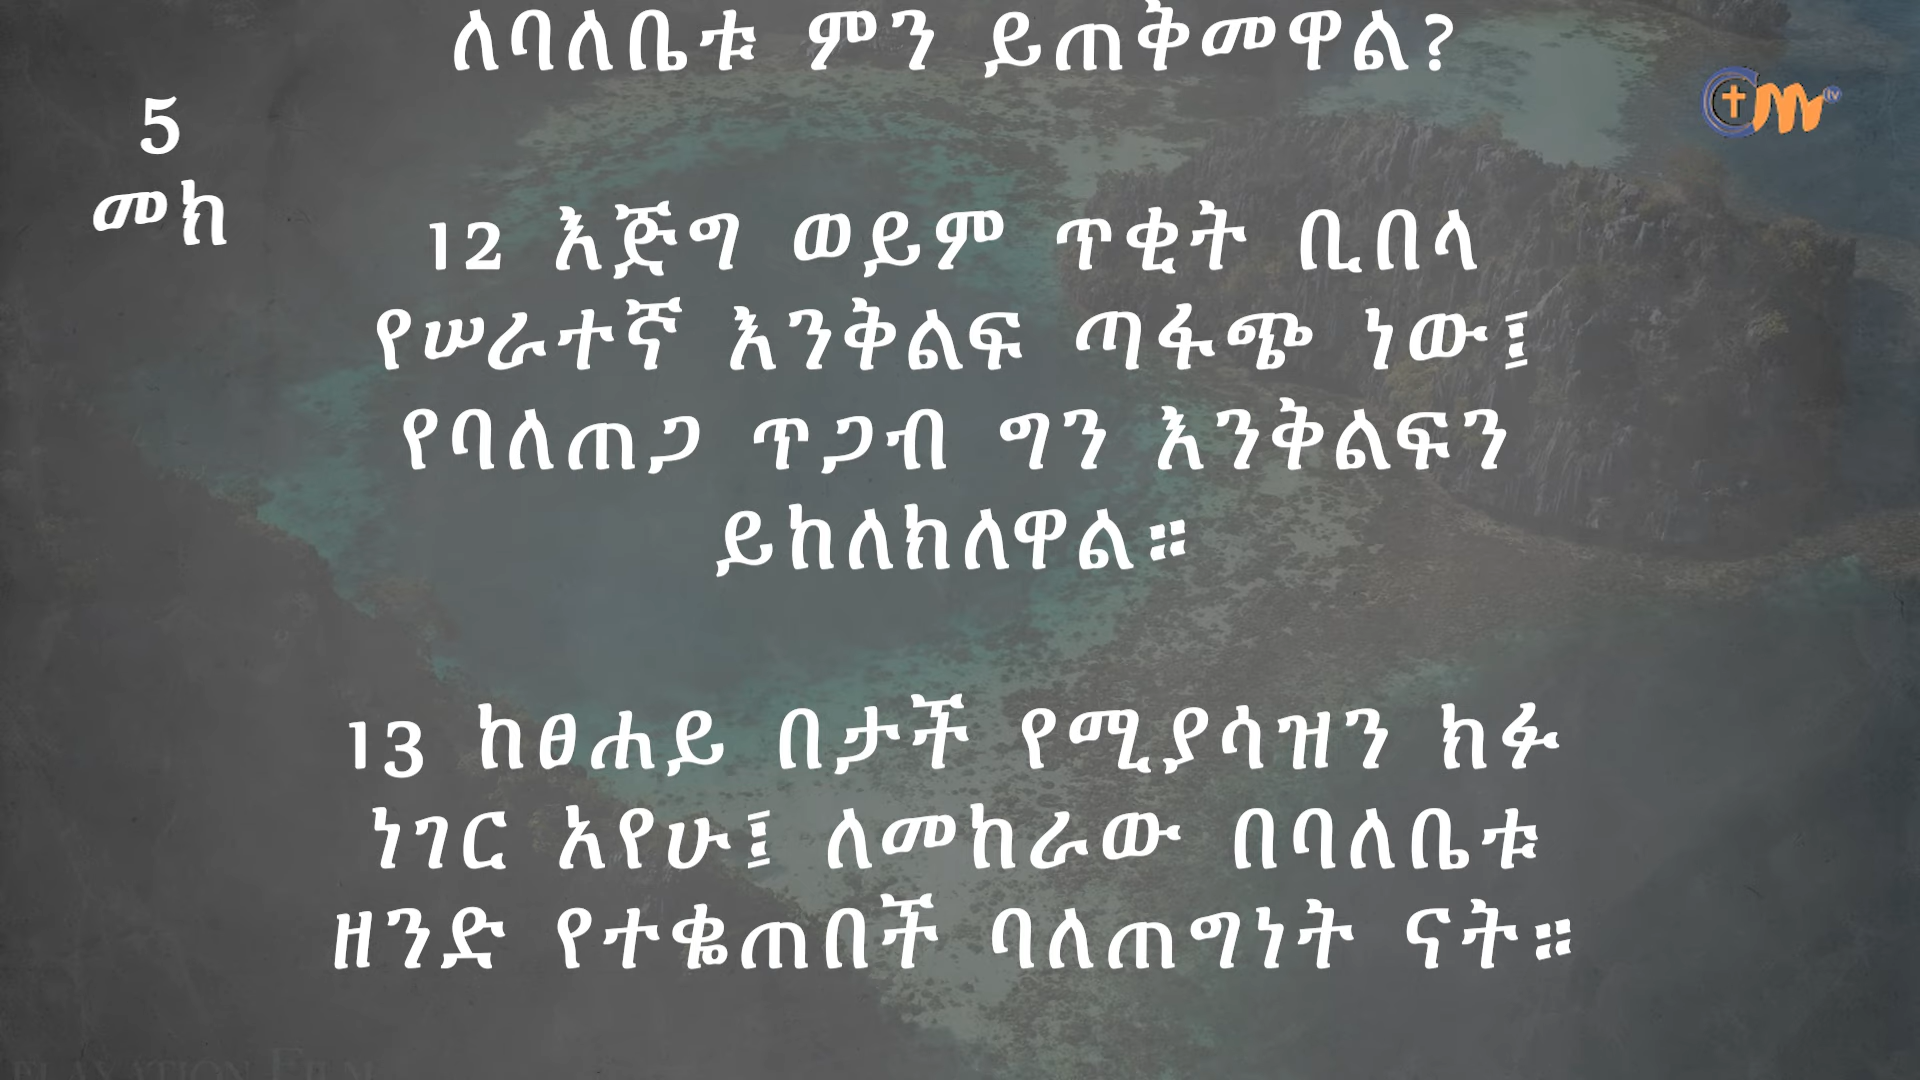 ለባለቤቱ ምን ይጠቅመዋል?
5
መክ
12 እጅግ ወይም ጥቂት ቢበላ
የሠራተኛ እንቅልፍ ጣፋጭ ነው፤
የባለጠጋ ጥጋብ ግን እንቅልፍን
ይከለክለዋል።
13 ከፀሐይ በታች የሚያሳዝን ክፉ
ነገር አየሁ፤ ለመከራው በባለቤቱ
ዘንድ የተቈጠበች ባለጠግነት ናት።
tv